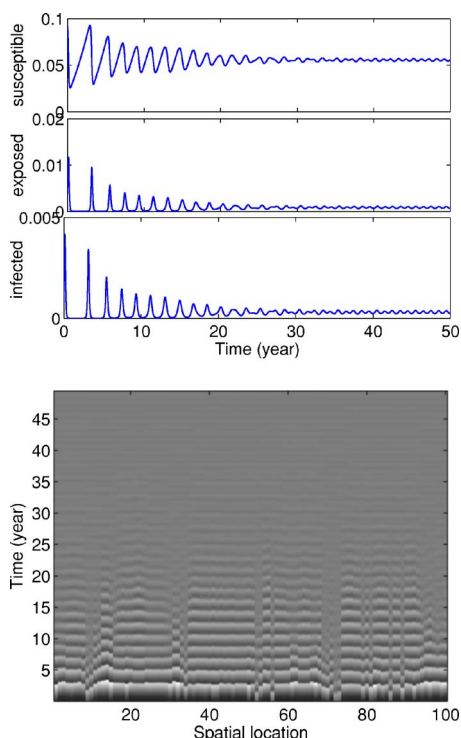 0.1
0.05
0
susceptible
0.02
0.01
0
exposed
0.005
0
infected
0 10 20 30 40 50
Time (year)
45
40
35
30
25
20
15
10
5
Time (year)
20 40 60 80 100
Spatial location